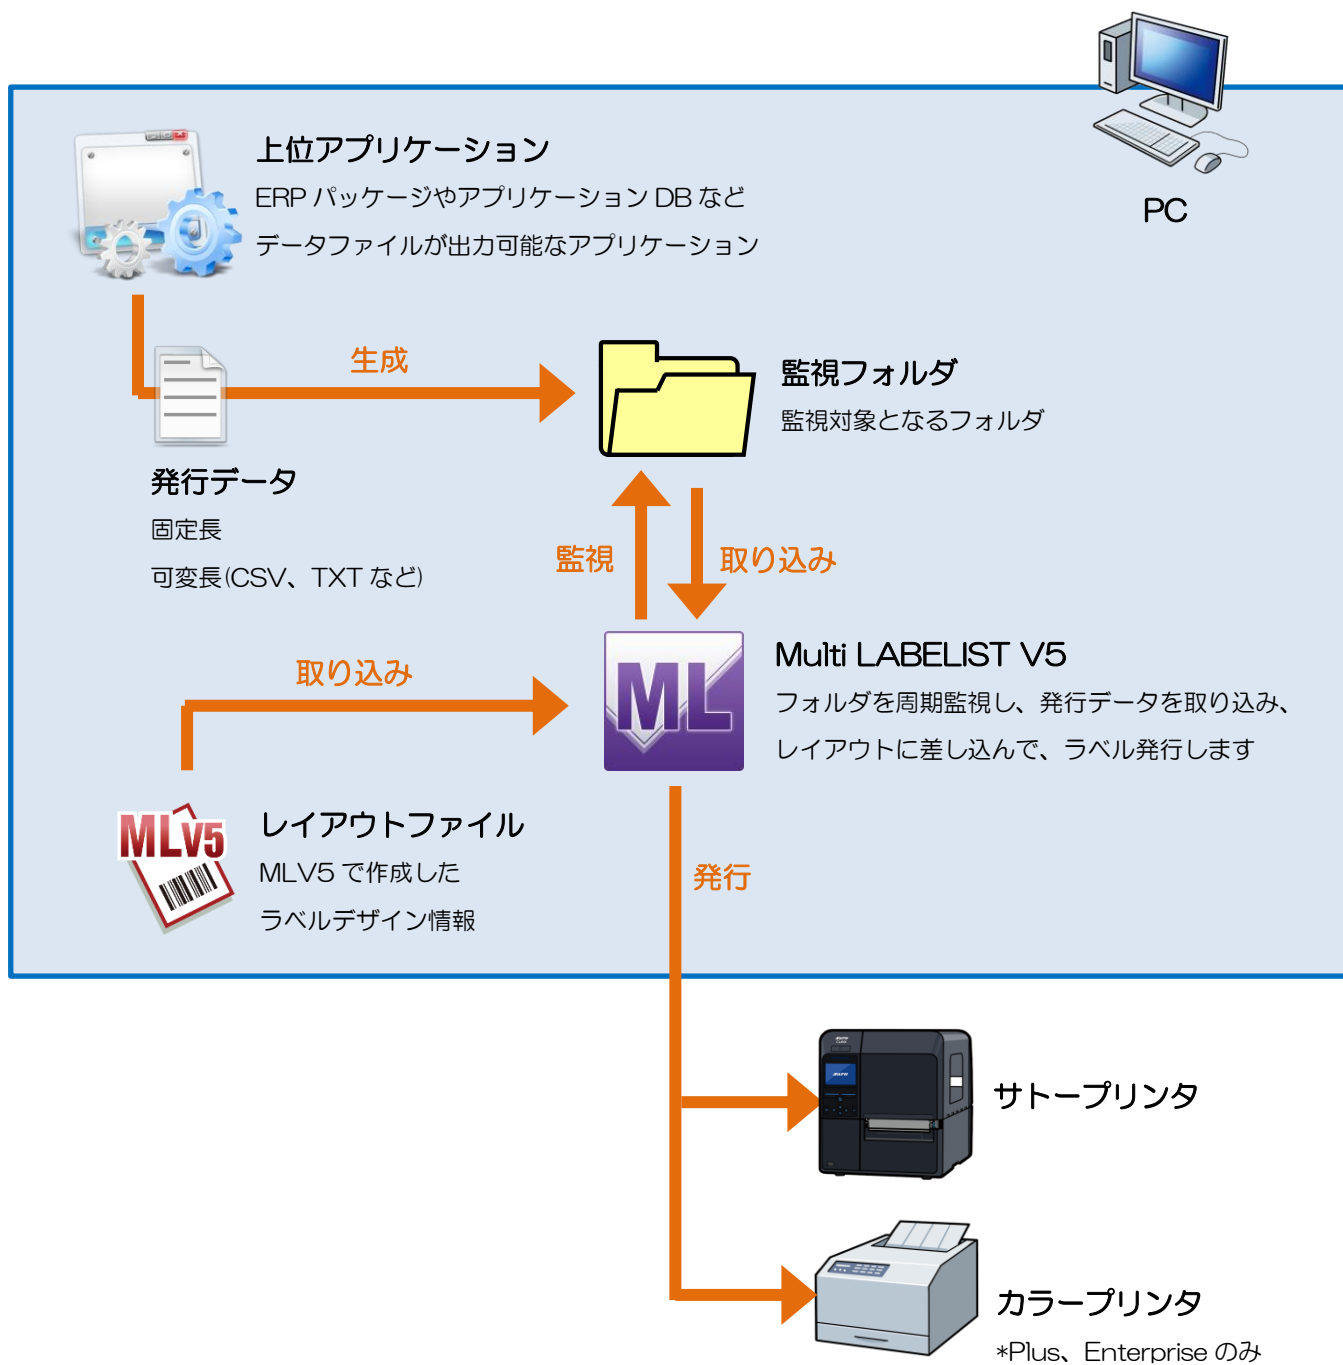 PC
上位アプリケーション
ERP パッケージやアプリケーション DB など
データファイルが出力可能なアプリケーション
生成
監視フォルダ
監視対象となるフォルダ
発行データ
固定長
可変長(CSV、TXT など)
監視
取り込み
取り込み
ML
Multi LABELIST V5
フォルダを周期監視し、発行データを取り込み、
レイアウトに差し込んで、ラベル発行します
MLV5
レイアウトファイル
MLV5 で作成した
ラベルデザイン情報
発行
サトープリンタ
カラープリンタ
*Plus、Enterprise のみ